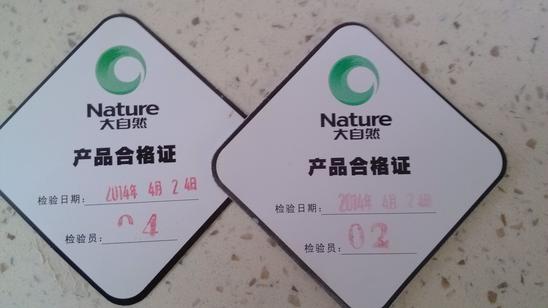 Nature
大自然
产品合格证
检验日期: 2014年 4月 24日
检验员: 04
Nature
大自然
产品合格证
检验日期: 2014年 4月 24日
检验员: 02